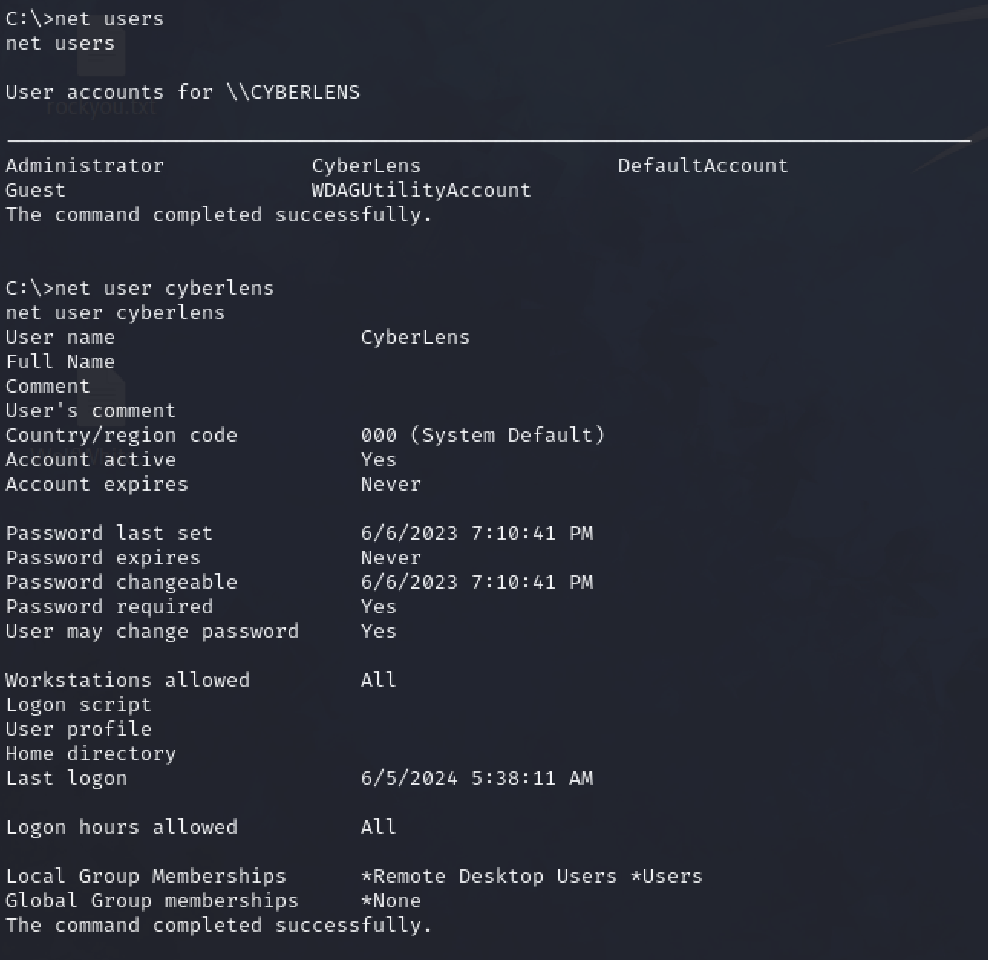 C:\>net users
net users
User accounts for \\CYBERLENS
rockyou.txt
Administrator CyberLens DefaultAccount
Guest WDAGUtilityAccount
The command completed successfully.
C:\>net user cyberlens
net user cyberlens
User name CyberLens
Full Name
Comment
User's comment
Country/region code 000 (System Default)
Account active Yes
Account expires Never
Password last set 6/6/2023 7:10:41 PM
Password expires Never
Password changeable 6/6/2023 7:10:41 PM
Password required Yes
User may change password Yes
Workstations allowed All
Logon script
User profile
Home directory
Last logon 6/5/2024 5:38:11 AM
Logon hours allowed All
Local Group Memberships *Remote Desktop Users *Users
Global Group memberships *None
The command completed successfully.